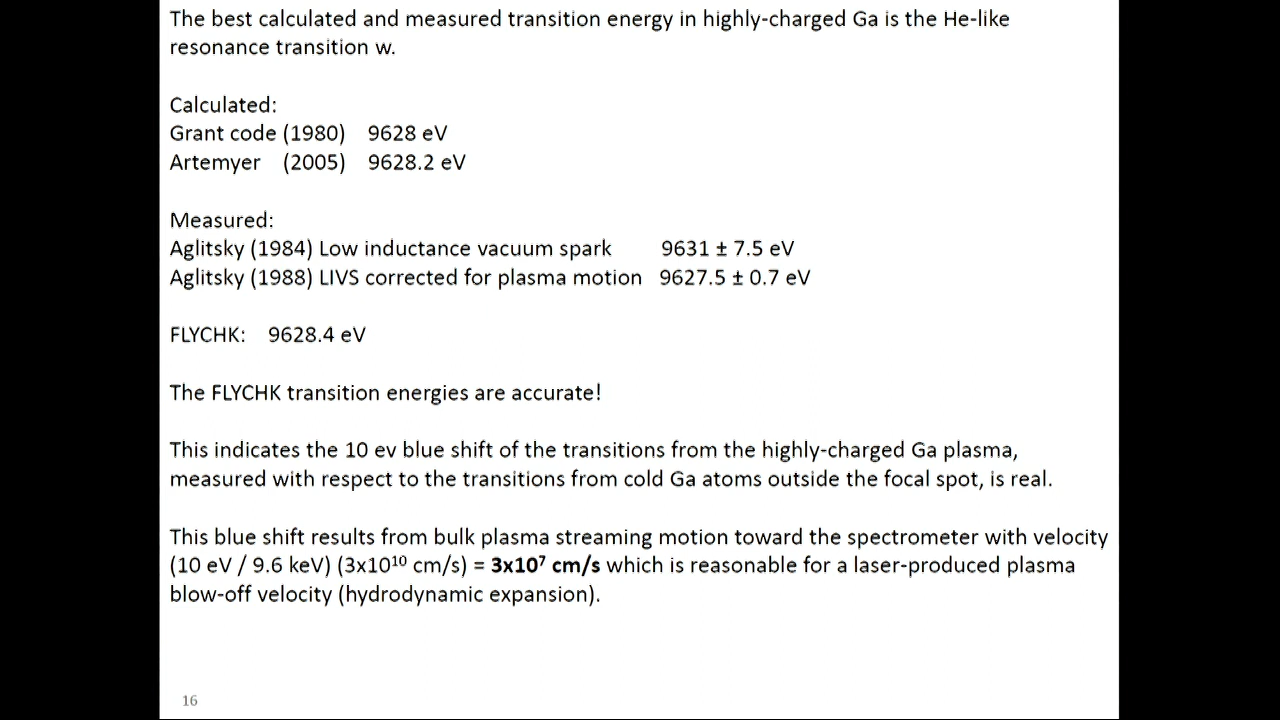 The best calculated and measured transition energy in highly-charged Ga is the He-like
resonance transition w.
Calculated:
Grant code (1980) 9628 eV
Artemyer (2005) 9628.2 eV
Measured:
Aglitsky (1984) Low inductance vacuum spark 9631 ± 7.5 eV
Aglitsky (1988) LIVS corrected for plasma motion 9627.5 ± 0.7 eV
FLYCHK: 9628.4 eV
The FLYCHK transition energies are accurate!
This indicates the 10 ev blue shift of the transitions from the highly-charged Ga plasma,
measured with respect to the transitions from cold Ga atoms outside the focal spot, is real.
This blue shift results from bulk plasma streaming motion toward the spectrometer with velocity
(10 eV / 9.6 keV) (3x10¹⁰ cm/s) = 3x10⁷ cm/s which is reasonable for a laser-produced plasma
blow-off velocity (hydrodynamic expansion).
16